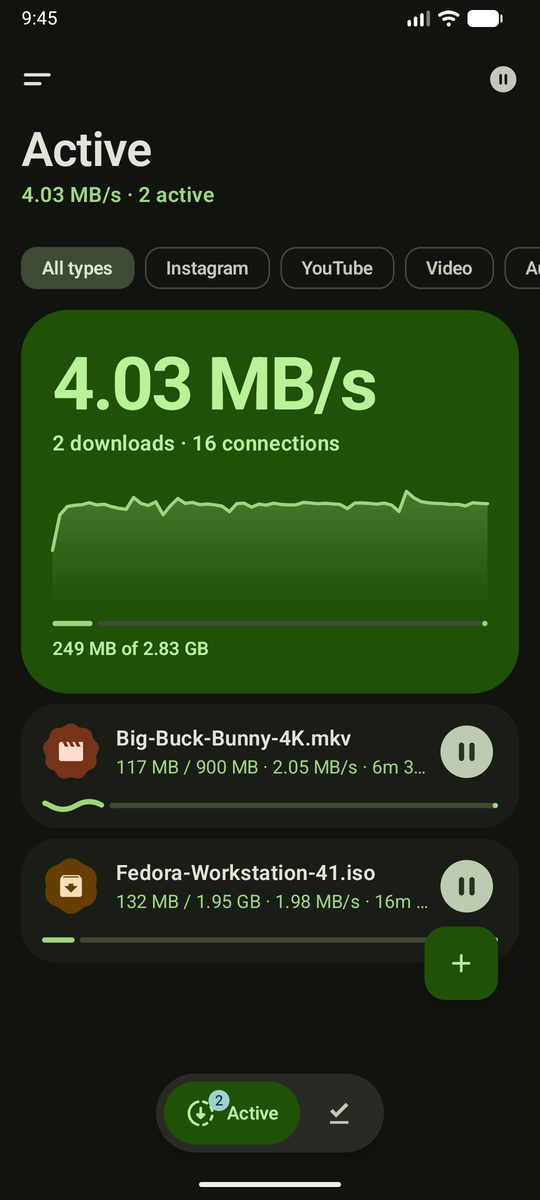 9:45
Active
4.03 MB/s · 2 active
All types
Instagram
YouTube
Video
4.03 MB/s
2 downloads · 16 connections
249 MB of 2.83 GB
Big-Buck-Bunny-4K.mkv
117 MB / 900 MB · 2.05 MB/s · 6m 3...
Fedora-Workstation-41.iso
132 MB / 1.95 GB · 1.98 MB/s · 16m ...
+
2
Active